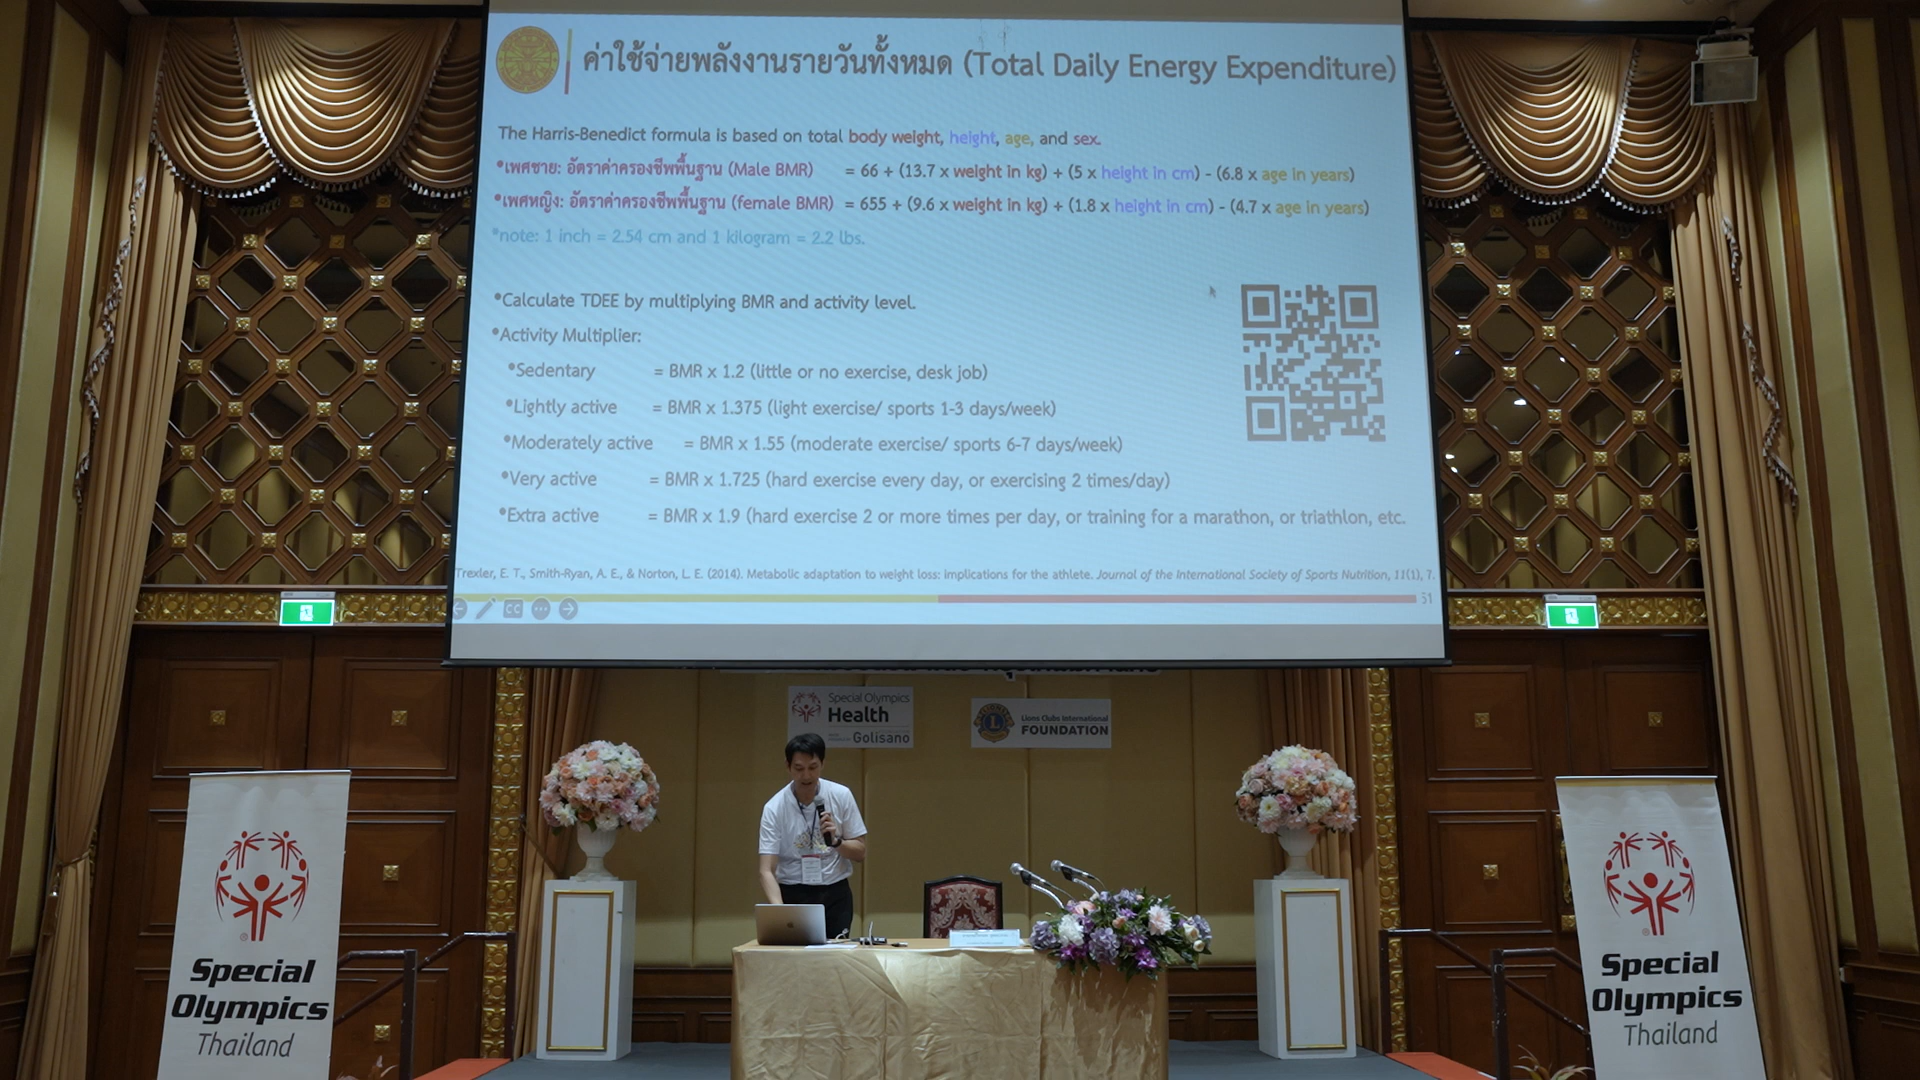 ค่าใช้จ่ายพลังงานรายวันทั้งหมด (Total Daily Energy Expenditure)
The Harris-Benedict formula is based on total body weight, height, age, and sex.
•เพศชาย: อัตราค่าครองชีพพื้นฐาน (Male BMR) = 66 + (13.7 x weight in kg) + (5 x height in cm) - (6.8 x age in years)
•เพศหญิง: อัตราค่าครองชีพพื้นฐาน (female BMR) = 655 + (9.6 x weight in kg) + (1.8 x height in cm) - (4.7 x age in years)
*note: 1 inch = 2.54 cm and 1 kilogram = 2.2 lbs.
•Calculate TDEE by multiplying BMR and activity level.
•Activity Multiplier:
•Sedentary = BMR x 1.2 (little or no exercise, desk job)
•Lightly active = BMR x 1.375 (light exercise/ sports 1-3 days/week)
•Moderately active = BMR x 1.55 (moderate exercise/ sports 6-7 days/week)
•Very active = BMR x 1.725 (hard exercise every day, or exercising 2 times/day)
•Extra active = BMR x 1.9 (hard exercise 2 or more times per day, or training for a marathon, or triathlon, etc.
Trexler, E. T., Smith-Ryan, A. E., & Norton, L. E. (2014). Metabolic adaptation to weight loss: implications for the athlete. Journal of the International Society of Sports Nutrition, 11(1), 7.
51
CC
Special Olympics
Health
Golisano
Lions Clubs International
FOUNDATION
Special
Olympics
Thailand
Special
Olympics
Thailand